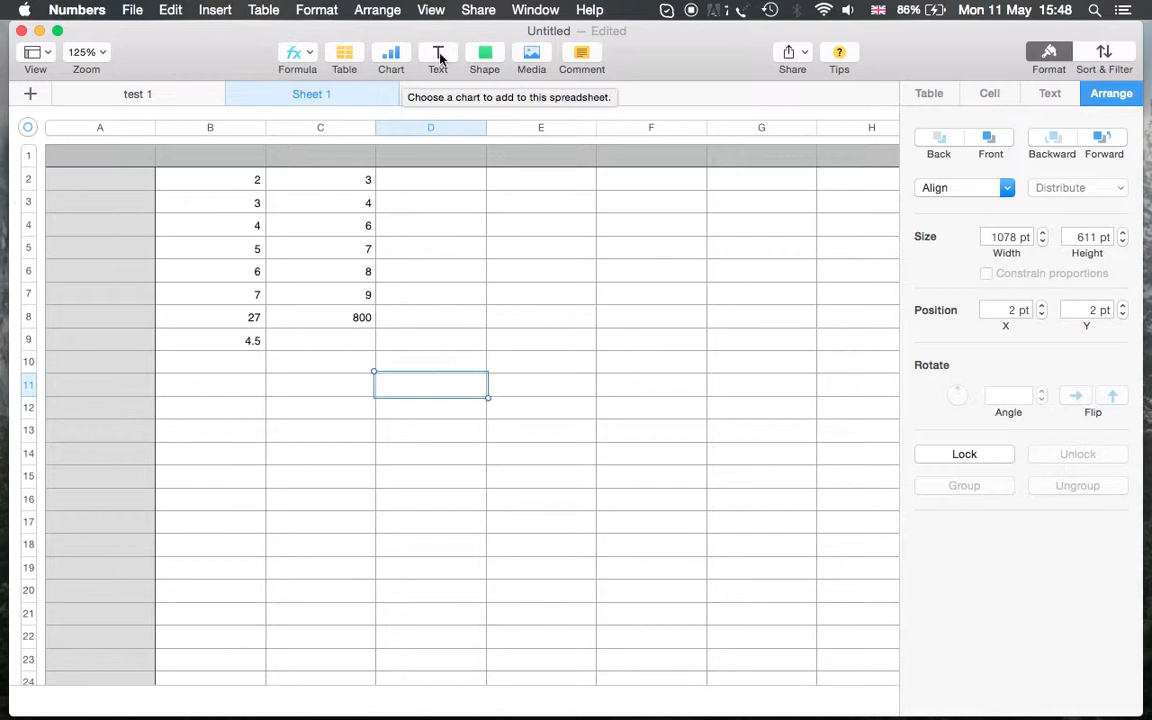 Numbers File Edit Insert Table Format Arrange View Share Window Help 86% Mon 11 May 15:48
Untitled — Edited
125%
View Zoom Formula Table Chart Text Shape Media Comment Share Tips Format Sort & Filter
test 1 Sheet 1 Choose a chart to add to this spreadsheet. Table Cell Text Arrange
A B C D E F G H
1
2 2 3
3 3 4
4 4 6
5 5 7
6 6 8
7 7 9
8 27 800
9 4.5
10
11
12
13
14
15
16
17
18
19
20
21
22
23
24
Back Front Backward Forward
Align Distribute
Size 1078 pt 611 pt
Width Height
Constrain proportions
Position 2 pt 2 pt
X Y
Rotate
Angle Flip
Lock Unlock
Group Ungroup